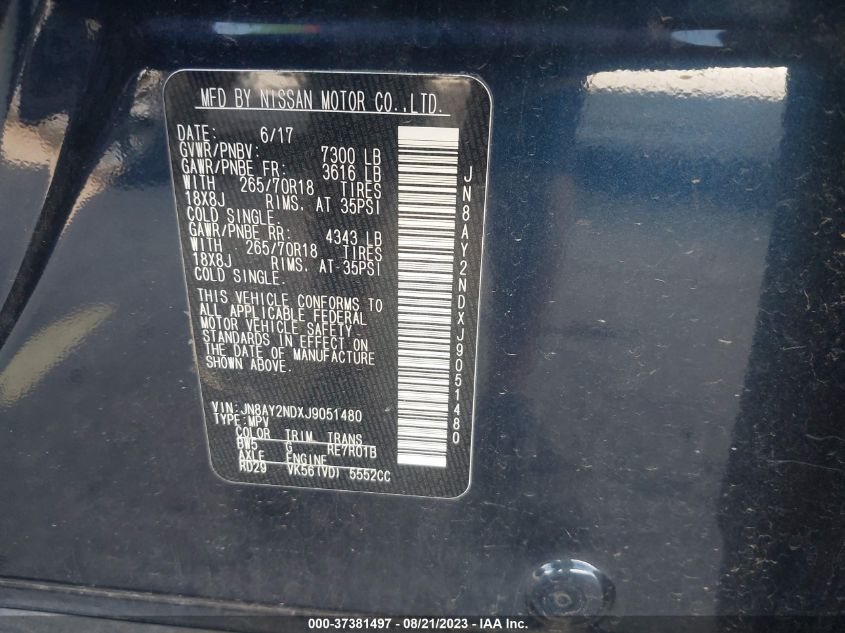 MFD BY NISSAN MOTOR CO.,LTD.
DATE: 6/17
GVWR/PNBV: 7300 LB
GAWR/PNBE FR: 3616 LB
WITH 265/70R18 TIRES
18X8J RIMS. AT 35PSI
COLD SINGLE.
GAWR/PNBE RR: 4343 LB
WITH 265/70R18 TIRES
18X8J RIMS. AT 35PSI
COLD SINGLE.
THIS VEHICLE CONFORMS TO
ALL APPLICABLE FEDERAL
MOTOR VEHICLE SAFETY
STANDARDS IN EFFECT ON
THE DATE OF MANUFACTURE
SHOWN ABOVE.
VIN:JN8AY2NDXJ9051480
TYPE:MPV
COLOR TRIM TRANS
BW5 G RE7R01B
AXLE ENGINE
RD29 VK56(VD) 5552CC
JN8AY2NDXJ9051480
000-37381497 - 08/21/2023 - IAA Inc.